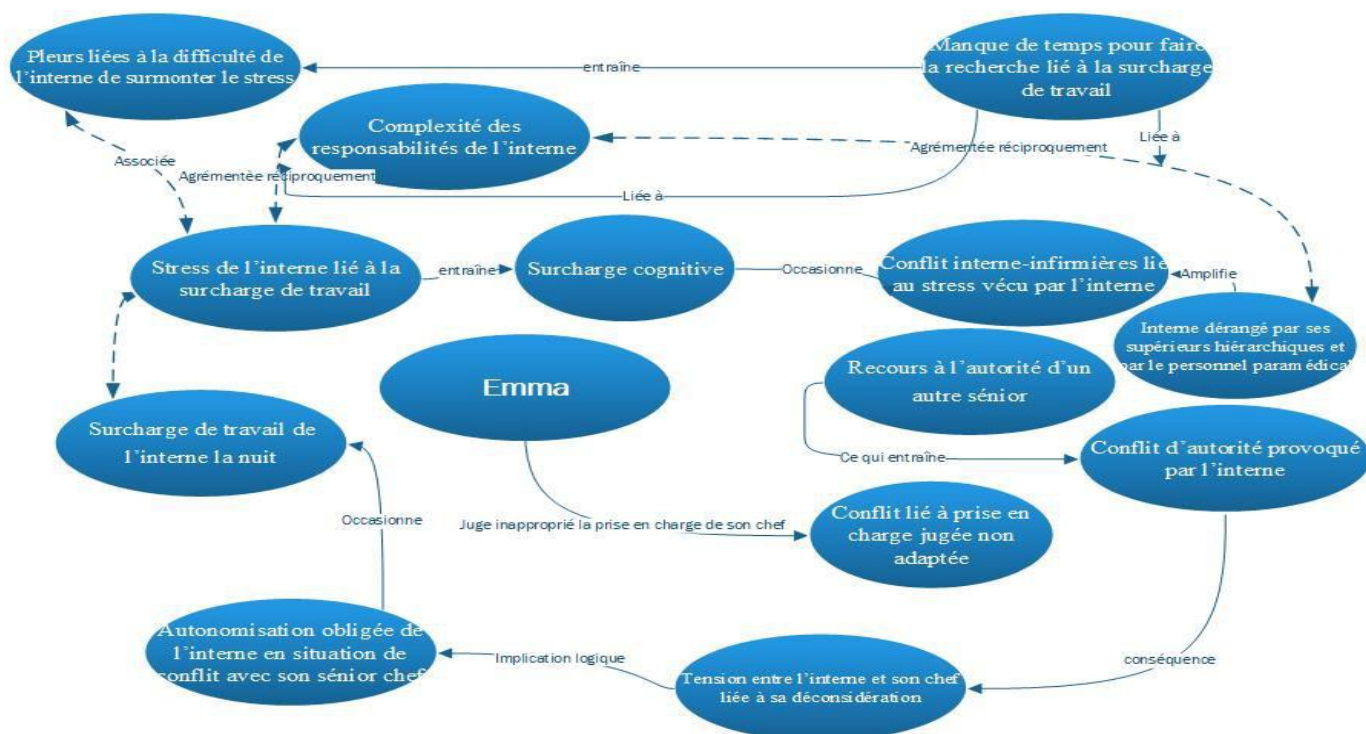 Pleurs liées à la difficulté de
l'interne de surmonter le stress
entraîne
Manque de temps pour faire
la recherche lié à la surcharge
de travail
Complexité des
responsabilités de l'interne
Associée
Agrémentèe réciproquement
Liée à
Agrémentée réciproquement
Liée à
Stress de l'interne lié à la
surcharge de travail
entraîne
Surcharge cognitive
Occasionne
Conflit interne-infirmières lié
au stress vécu par l'interne
Amplifie
Interne dérangé par ses
supérieurs hiérarchiques et
par le personnel paramédical
Emma
Recours à l'autorité d'un
autre sénior
Surcharge de travail de
l'interne la nuit
Ce qui entraîne
Conflit d'autorité provoqué
par l'interne
Occasionne
Juge inapproprié la prise en charge de son chef
Conflit lié à prise en
charge jugée non
adaptée
Autonomisation obligée de
l'interne en situation de
conflit avec son sénior chef
Implication logique
Tension entre l'interne et son chef
liée à sa déconsidération
conséquence